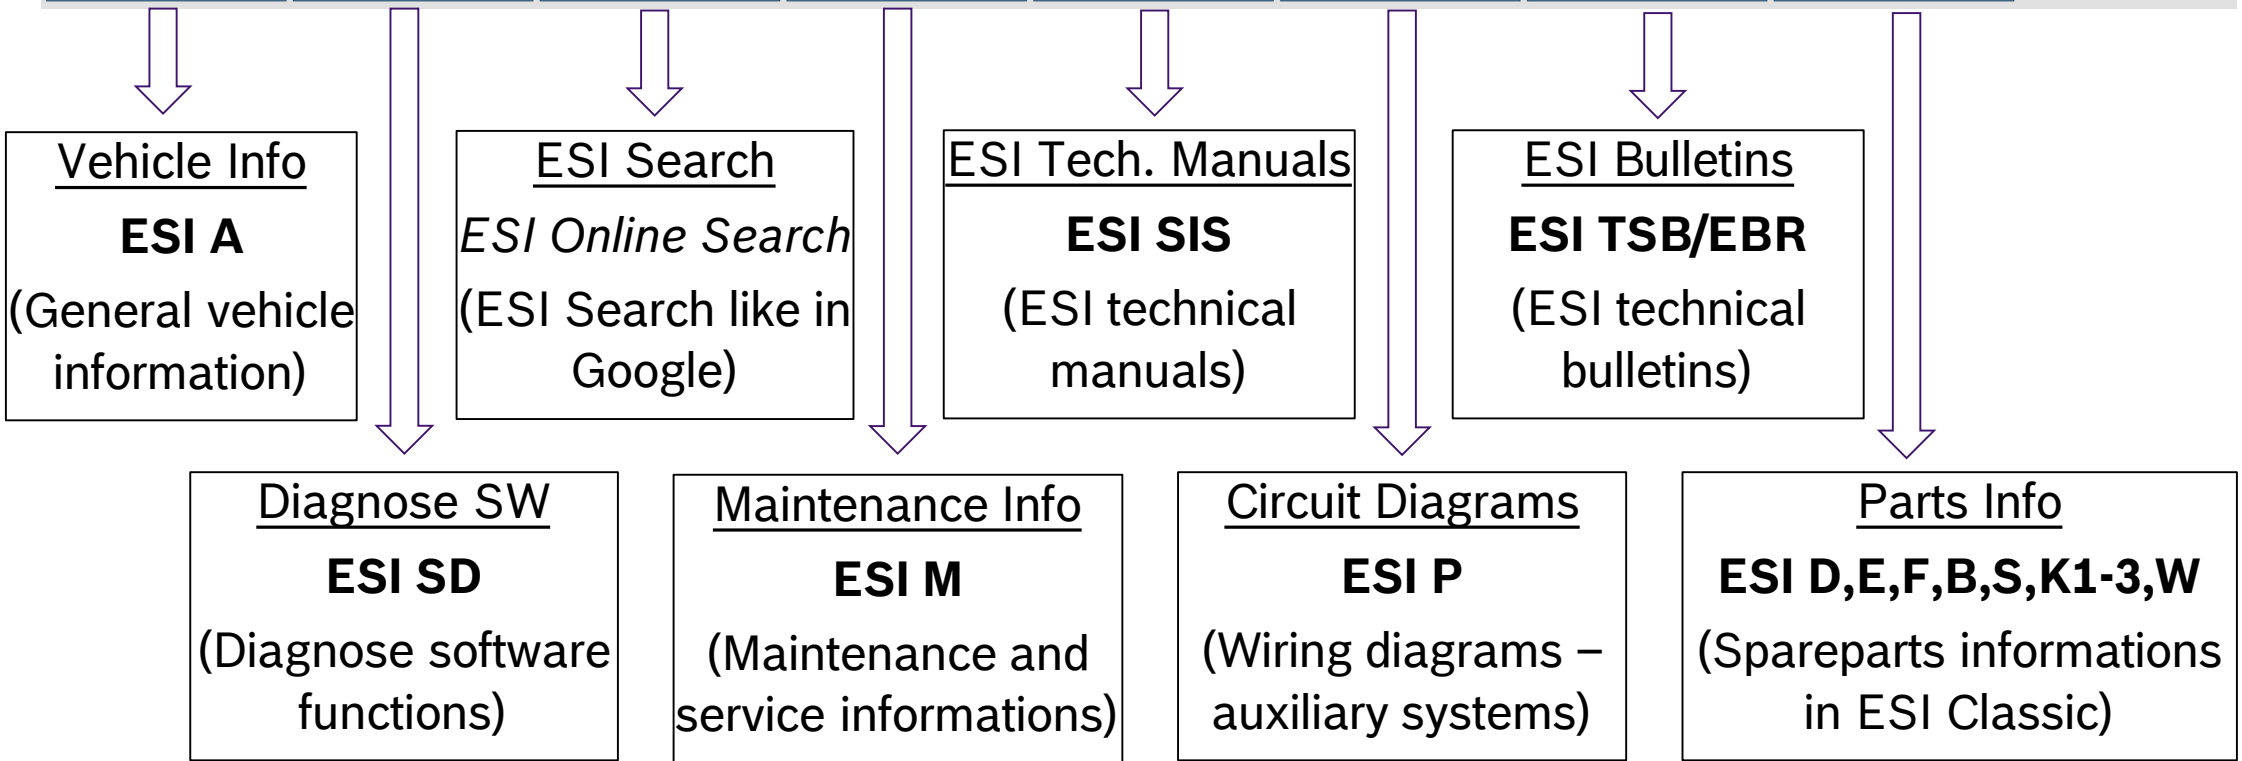 Vehicle Info
ESI A
(General vehicle
information)
ESI Search
ESI Online Search
(ESI Search like in
Google)
ESI Tech. Manuals
ESI SIS
(ESI technical
manuals)
ESI Bulletins
ESI TSB/EBR
(ESI technical
bulletins)
Diagnose SW
ESI SD
(Diagnose software
functions)
Maintenance Info
ESI M
(Maintenance and
service informations)
Circuit Diagrams
ESI P
(Wiring diagrams –
auxiliary systems)
Parts Info
ESI D,E,F,B,S,K1-3,W
(Spareparts informations
in ESI Classic)